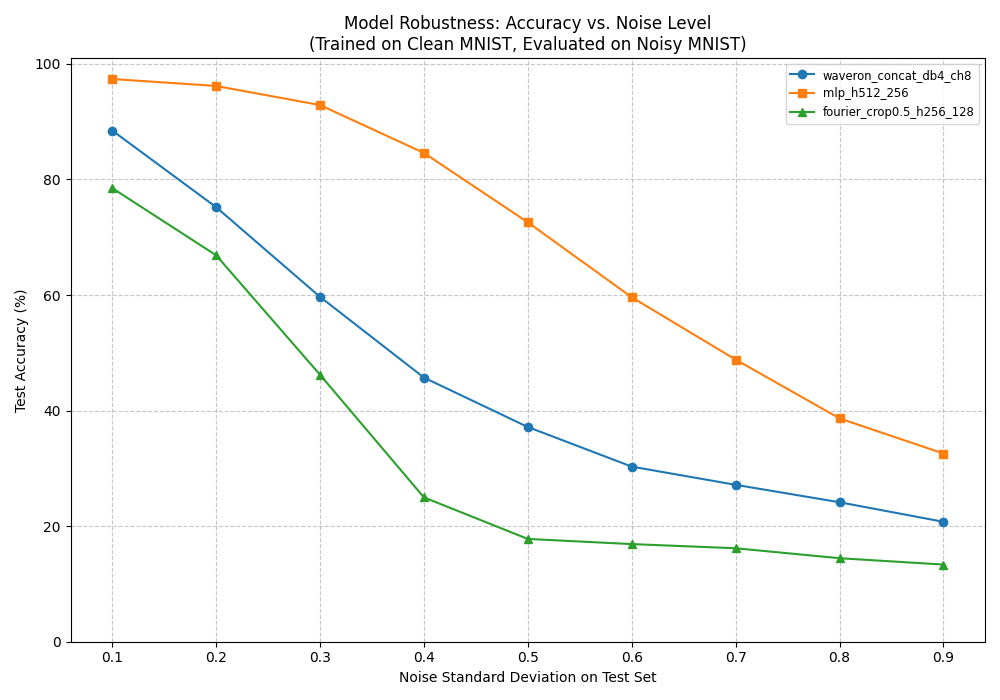 Model Robustness: Accuracy vs. Noise Level
(Trained on Clean MNIST, Evaluated on Noisy MNIST)
waveron_concat_db4_ch8
mlp_h512_256
fourier_crop0.5_h256_128
Test Accuracy (%)
100
80
60
40
20
0
0.1 0.2 0.3 0.4 0.5 0.6 0.7 0.8 0.9
Noise Standard Deviation on Test Set